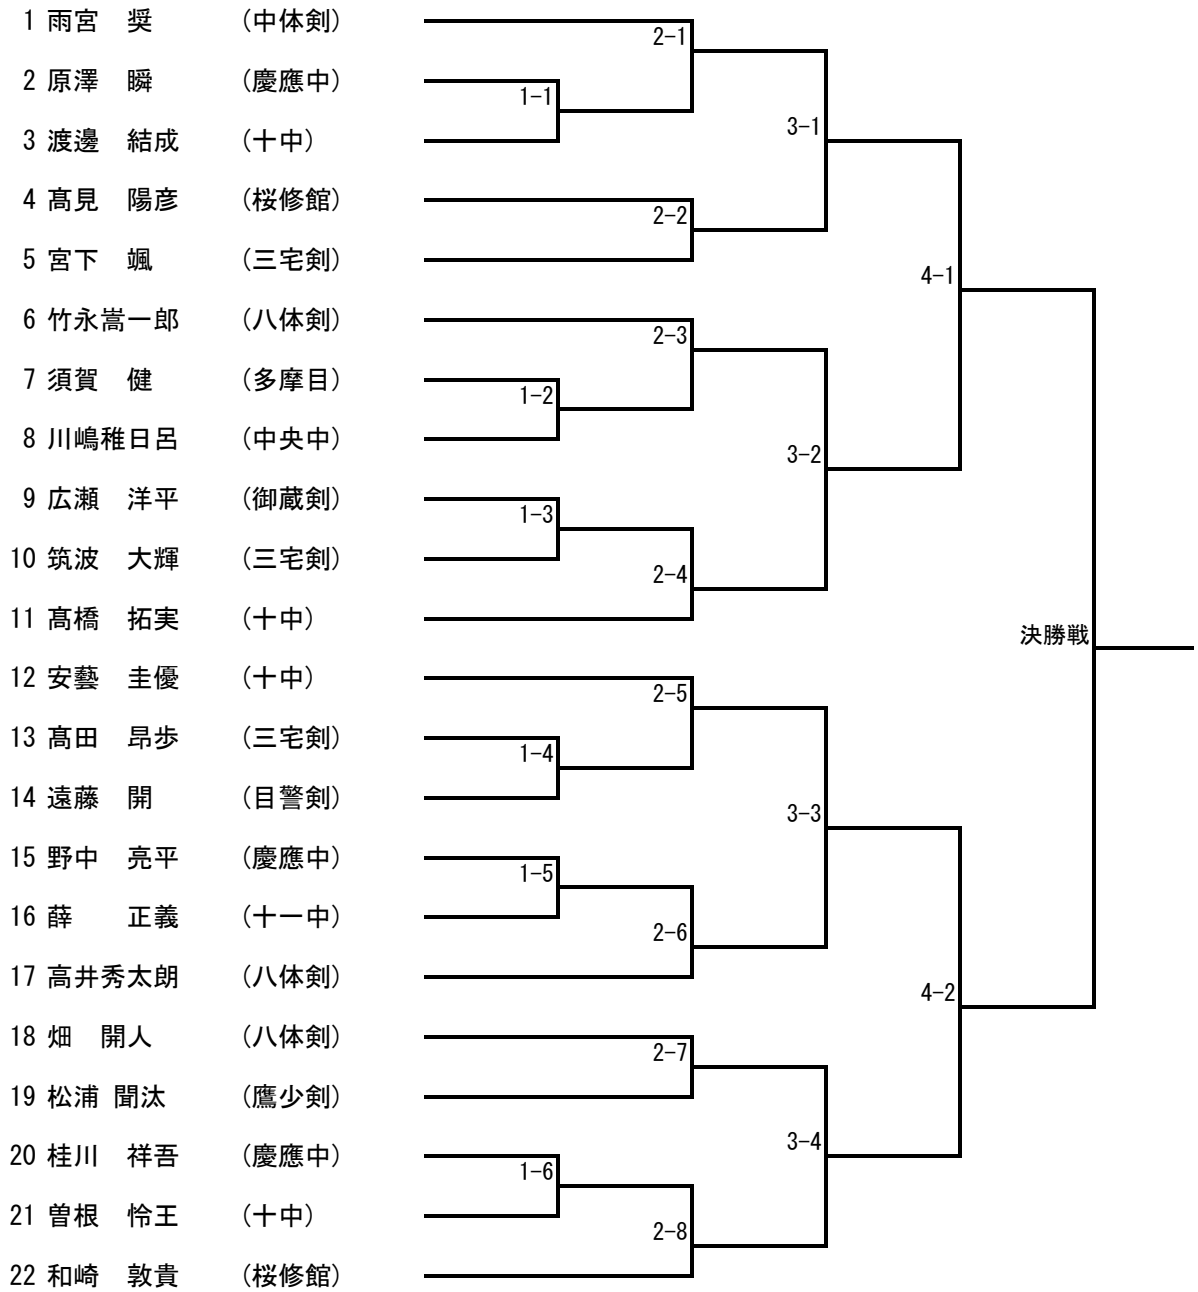 1 雨宮　奨 （中体剣）
2-1
2 原澤　瞬 （慶應中）
1-1
3 渡邊　結成 （十中）
3-1
4 髙見　陽彦 （桜修館）
2-2
5 宮下　颯 （三宅剣）
4-1
6 竹永嵩一郎 （八体剣）
2-3
7 須賀　健 （多摩目）
1-2
8 川嶋稚日呂 （中央中）
3-2
9 広瀬　洋平 （御蔵剣）
1-3
10 筑波　大輝 （三宅剣）
2-4
11 髙橋　拓実 （十中）
決勝戦
12 安藝　圭優 （十中）
2-5
13 髙田　昂歩 （三宅剣）
1-4
14 遠藤　開 （目警剣）
3-3
15 野中　亮平 （慶應中）
1-5
16 薛　　正義 （十一中）
2-6
17 高井秀太朗 （八体剣）
4-2
18 畑　開人 （八体剣）
2-7
19 松浦 聞汰 （鷹少剣）
3-4
20 桂川　祥吾 （慶應中）
1-6
21 曽根　怜王 （十中）
2-8
22 和崎　敦貴 （桜修館）